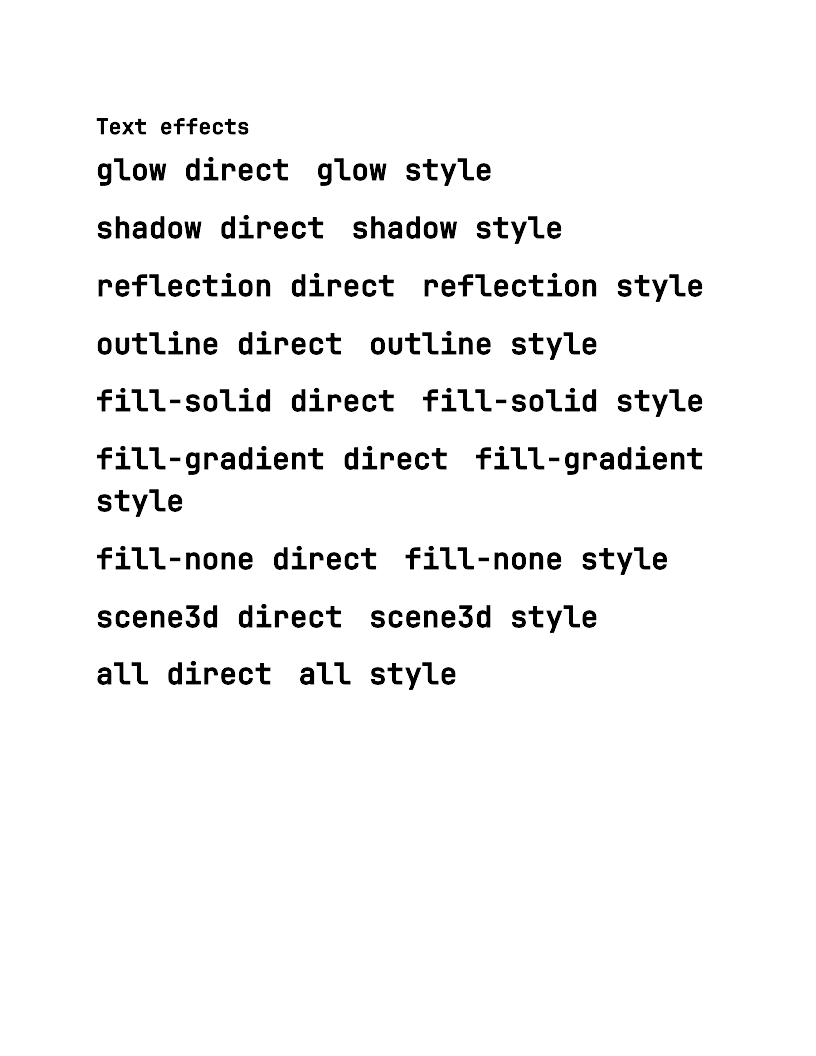 Text effects
glow direct glow style
shadow direct shadow style
reflection direct reflection style
outline direct outline style
fill-solid direct fill-solid style
fill-gradient direct fill-gradient
style
fill-none direct fill-none style
scene3d direct scene3d style
all direct all style